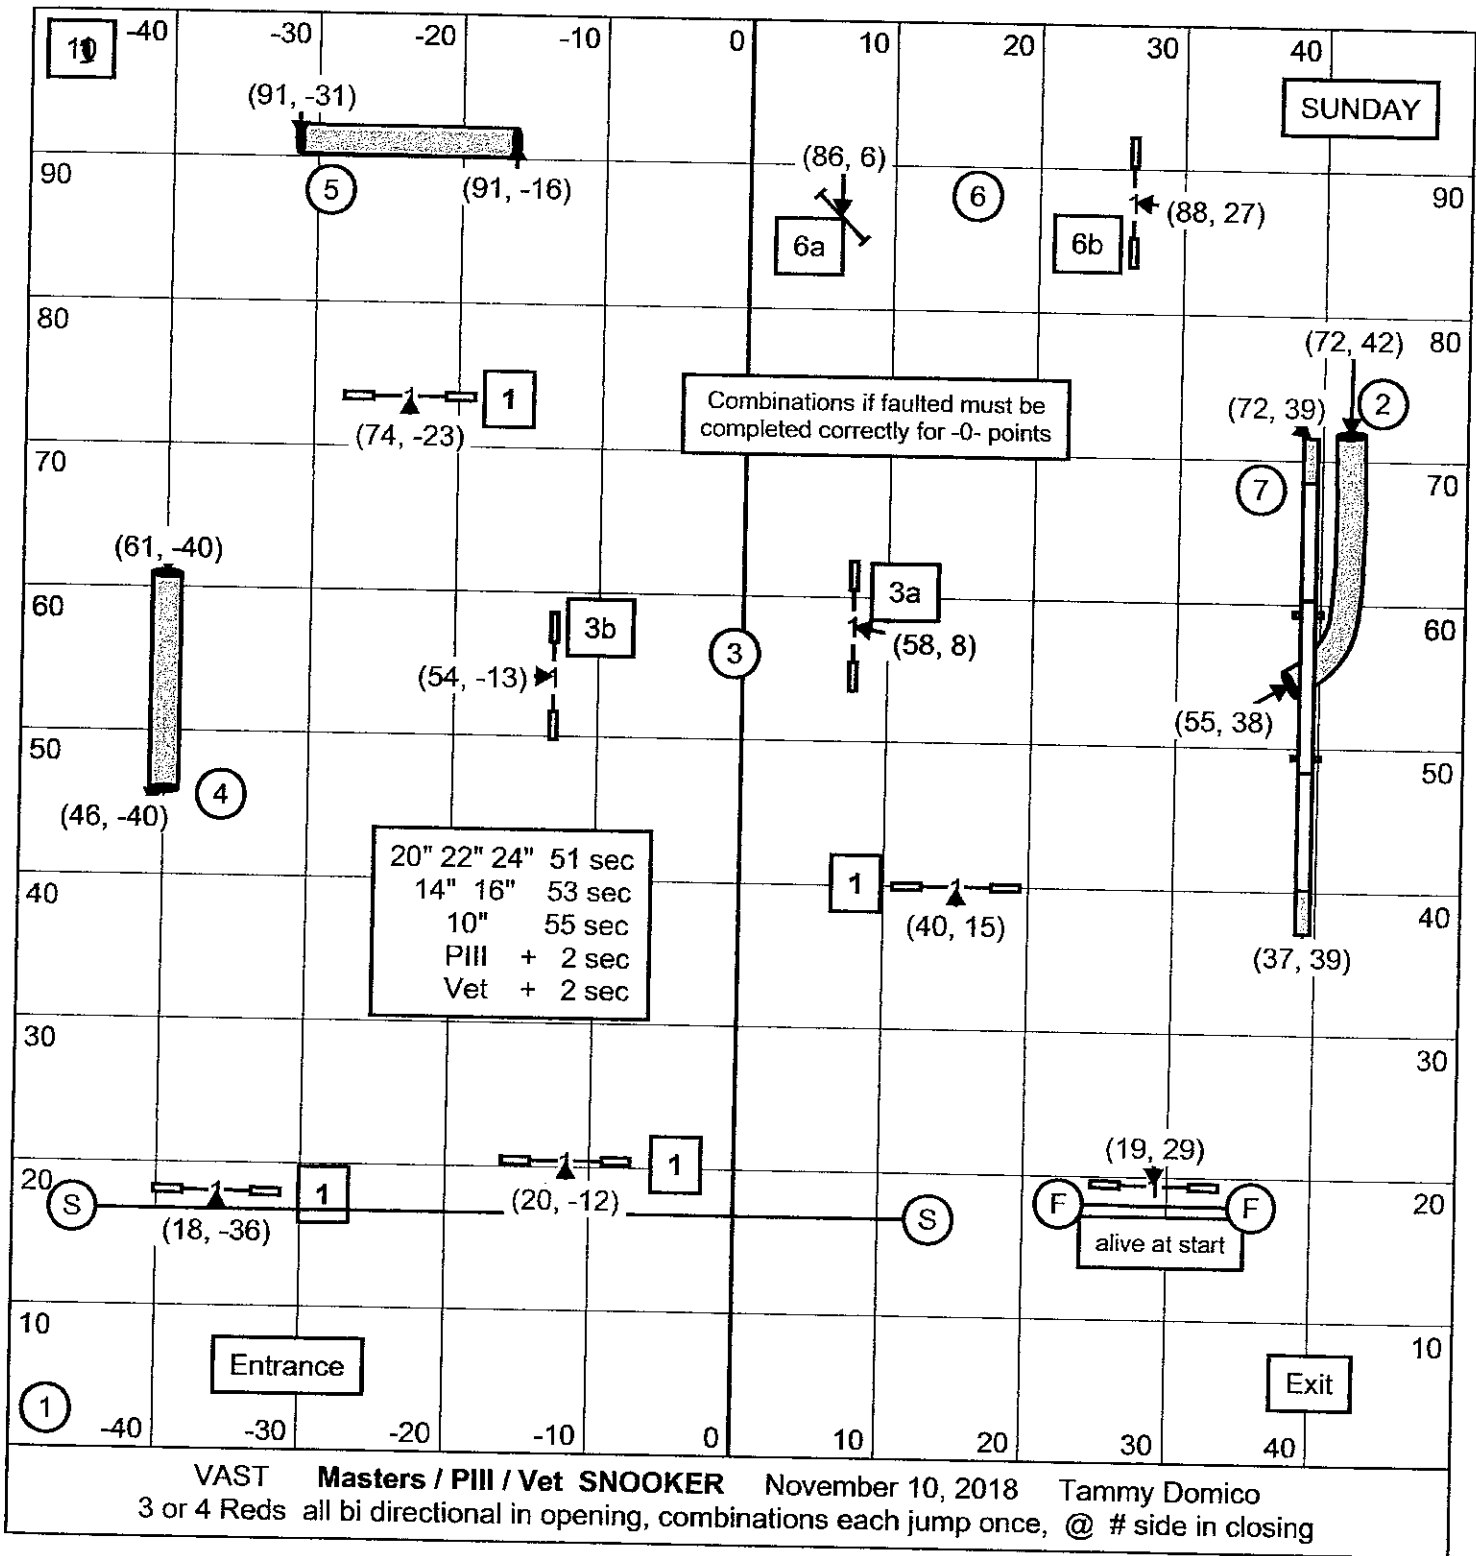 -40 -30 -20 -10 0 10 20 30 40
(91, -31)
SUNDAY
90
5
(91, -16)
(86, 6)
6
(88, 27)
90
6a
6b
80
(72, 42)
80
1
(74, -23)
Combinations if faulted must be
completed correctly for -0- points
(72, 39)
2
70
7
70
(61, -40)
60
3b
3a
60
(54, -13)
3
(58, 8)
(55, 38)
50
50
4
(46, -40)
20" 22" 24" 51 sec
14" 16" 53 sec
10" 55 sec
PIII + 2 sec
Vet + 2 sec
1
40
(40, 15)
40
(37, 39)
30
30
(19, 29)
20
1
1
20
S
(18, -36)
(20, -12)
S
F
F
alive at start
10
10
Entrance
Exit
1
-40 -30 -20 -10 0 10 20 30 40
VAST Masters / PIII / Vet SNOOKER November 10, 2018 Tammy Domico
3 or 4 Reds all bi directional in opening, combinations each jump once, @ # side in closing